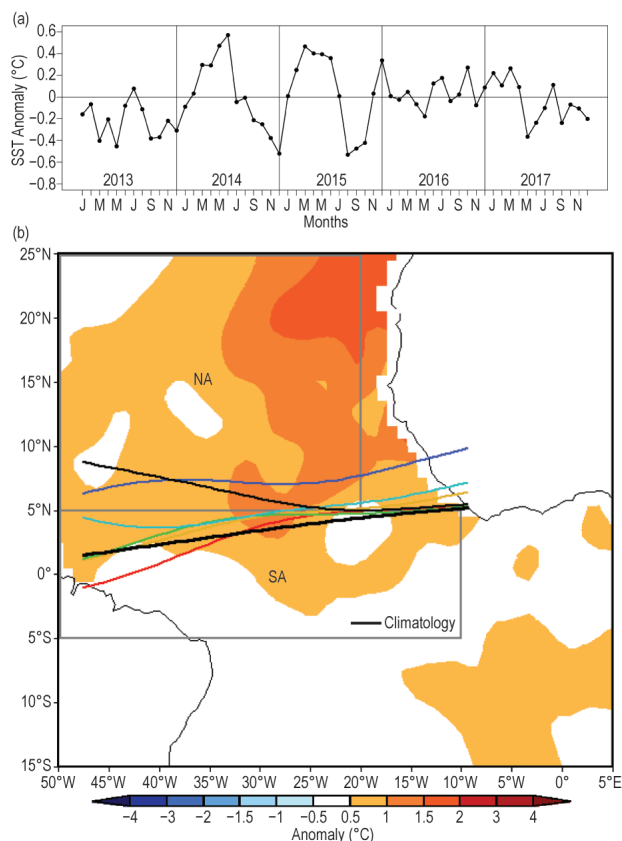 (a)
SST Anomaly (°C)
0.6
0.4
0.2
0
−0.2
−0.4
−0.6
−0.8
2013 2014 2015 2016 2017
J M M J S N J M M J S N J M M J S N J M M J S N J M M J S N
Months
(b)
25°N
20°N
15°N
10°N
5°N
0°
5°S
10°S
15°S
NA
SA
Climatology
50°W 40°W 35°W 30°W 25°W 20°W 15°W 10°W 5°W 0° 5°E
−4 −3 −2 −1.5 −1 −0.5 0.5 1 1.5 2 3 4
Anomaly (°C)